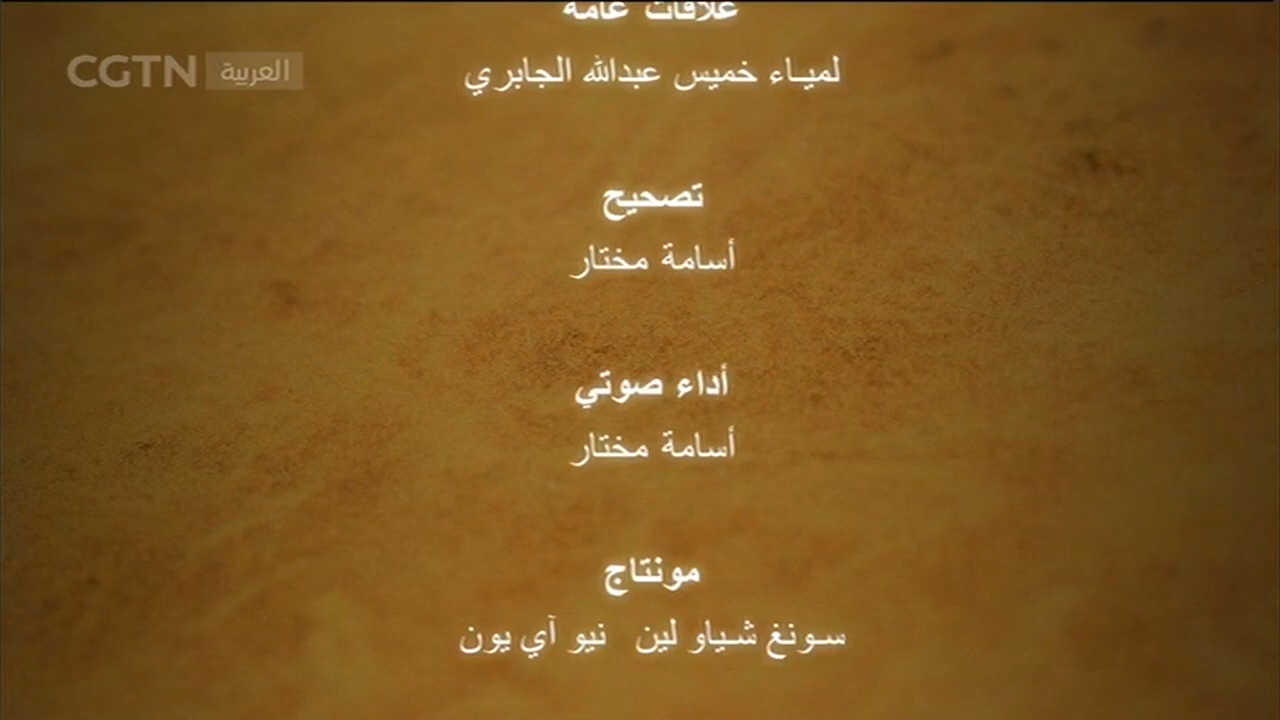 علاقات عامة
CGTN العربية
لميـاء خميس عبدالله الجابري
تصحيح
أسامة مختار
أداء صوتي
أسامة مختار
مونتاج
سونغ شياو لين نيو آي يون